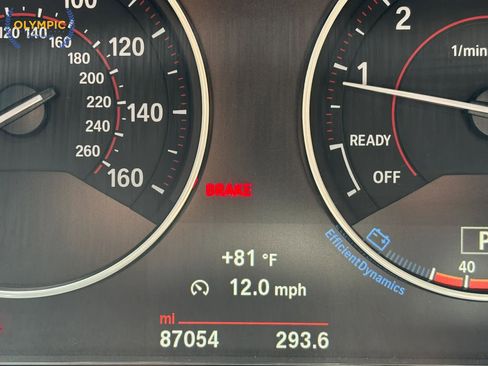 OLYMPIC
120 140
160
180
200
220
240
260
100
120
140
160
BRAKE
+81 °F
12.0 mph
mi
87054 293.6
2
1
1/min
READY
OFF
P
EfficientDynamics
40